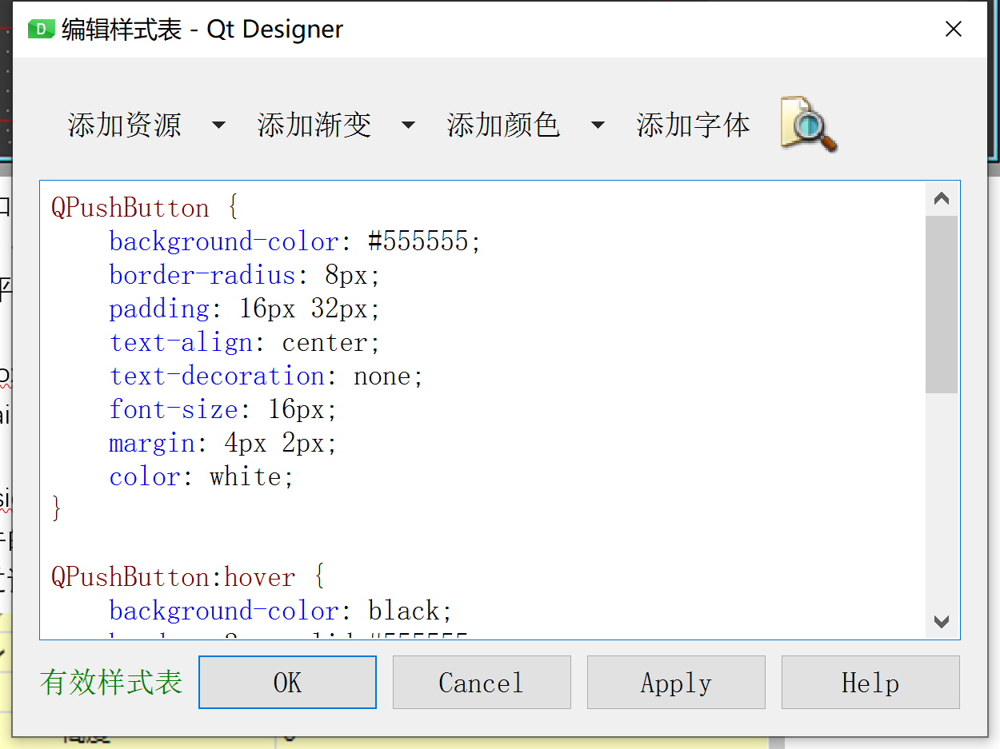 编辑样式表 - Qt Designer
添加资源 添加渐变 添加颜色 添加字体
QPushButton {
background-color: #555555;
border-radius: 8px;
padding: 16px 32px;
text-align: center;
text-decoration: none;
font-size: 16px;
margin: 4px 2px;
color: white;
}
QPushButton:hover {
background-color: black;
有效样式表 OK Cancel Apply Help